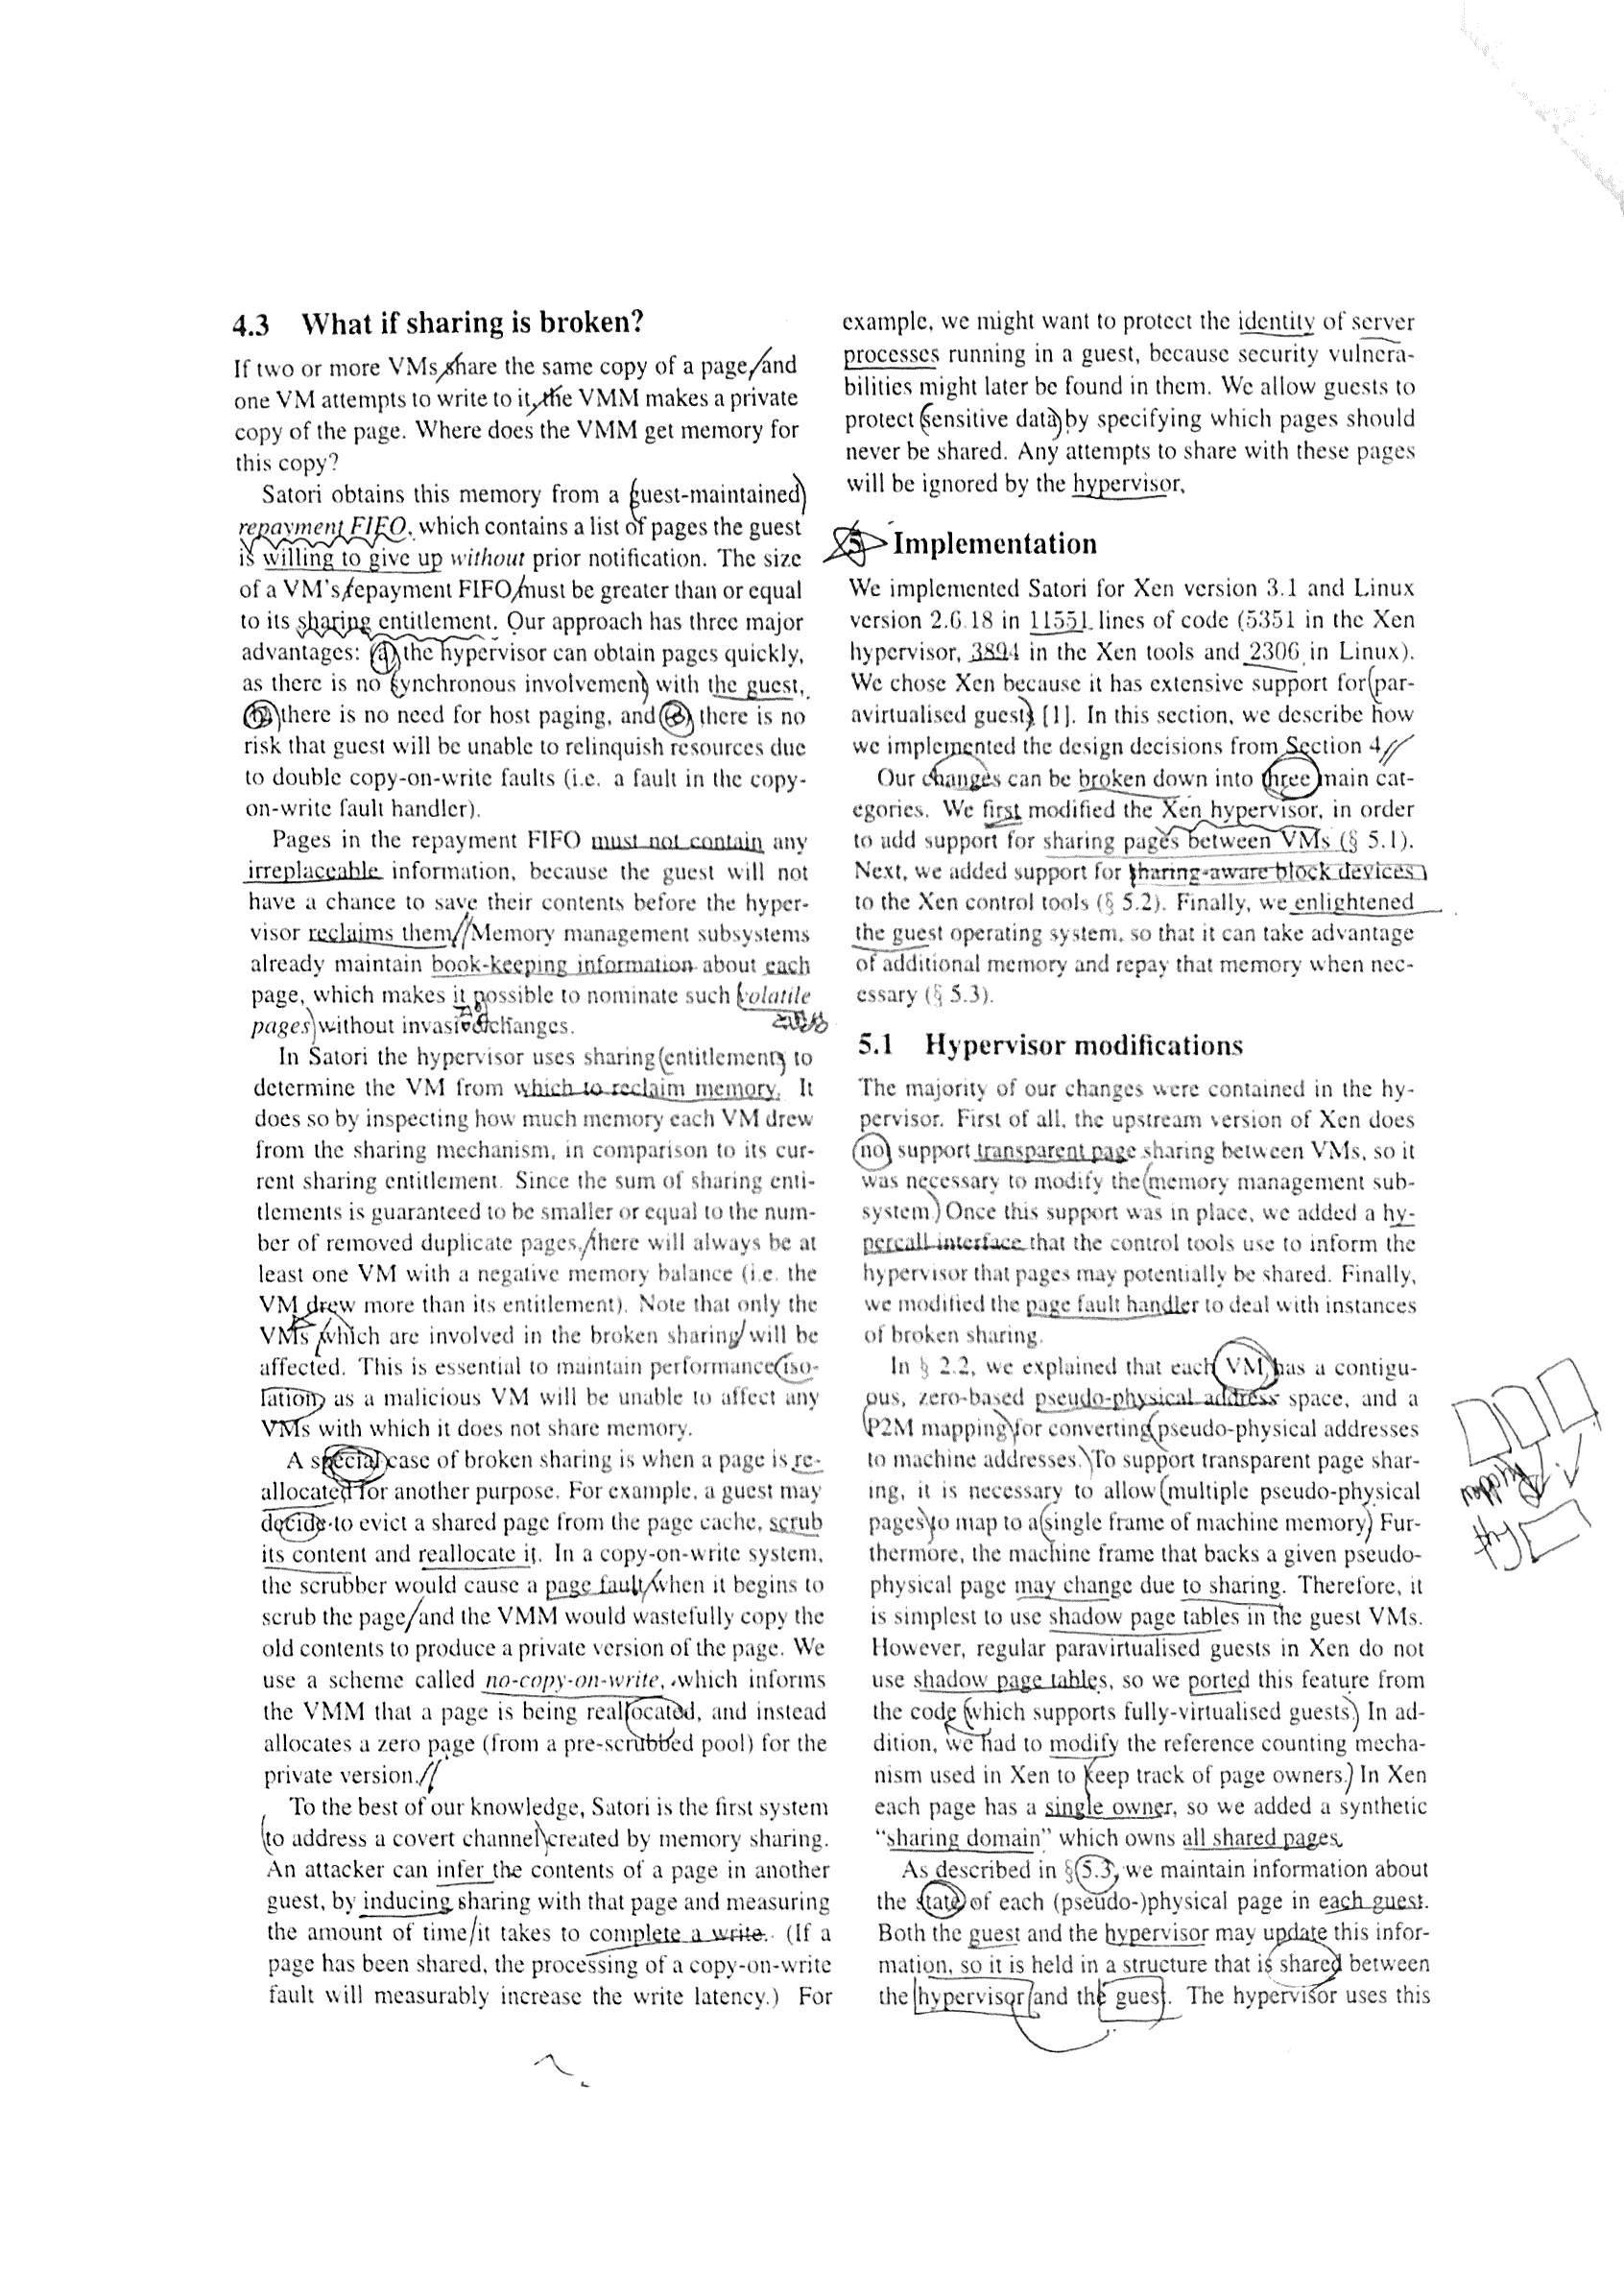 4.3 What if sharing is broken?
If two or more VMs share the same copy of a page, and
one VM attempts to write to it, the VMM makes a private
copy of the page. Where does the VMM get memory for
this copy?
Satori obtains this memory from a guest-maintained
repayment FIFO, which contains a list of pages the guest
is willing to give up without prior notification. The size
of a VM's repayment FIFO must be greater than or equal
to its sharing entitlement. Our approach has three major
advantages: the hypervisor can obtain pages quickly,
as there is no synchronous involvement with the guest,
there is no need for host paging, and there is no
risk that guest will be unable to relinquish resources due
to double copy-on-write faults (i.e. a fault in the copy-
on-write fault handler).
Pages in the repayment FIFO must not contain any
irreplaceable information, because the guest will not
have a chance to save their contents before the hyper-
visor reclaims them. Memory management subsystems
already maintain book-keeping information about each
page, which makes it possible to nominate such volatile
pages without invasive changes.
In Satori the hypervisor uses sharing entitlements to
determine the VM from which to reclaim memory. It
does so by inspecting how much memory each VM drew
from the sharing mechanism, in comparison to its cur-
rent sharing entitlement. Since the sum of sharing enti-
tlements is guaranteed to be smaller or equal to the num-
ber of removed duplicate pages, there will always be at
least one VM with a negative memory balance (i.e. the
VM drew more than its entitlement). Note that only the
VMs which are involved in the broken sharing will be
affected. This is essential to maintain performance iso-
lation, as a malicious VM will be unable to affect any
VMs with which it does not share memory.
A special case of broken sharing is when a page is re-
allocated for another purpose. For example, a guest may
decide to evict a shared page from the page cache, scrub
its content and reallocate it. In a copy-on-write system,
the scrubber would cause a page fault when it begins to
scrub the page, and the VMM would wastefully copy the
old contents to produce a private version of the page. We
use a scheme called no-copy-on-write, which informs
the VMM that a page is being reallocated, and instead
allocates a zero page (from a pre-scrubbed pool) for the
private version.
To the best of our knowledge, Satori is the first system
to address a covert channel created by memory sharing.
An attacker can infer the contents of a page in another
guest, by inducing sharing with that page and measuring
the amount of time it takes to complete a write. (If a
page has been shared, the processing of a copy-on-write
fault will measurably increase the write latency.) For
example, we might want to protect the identity of server
processes running in a guest, because security vulnera-
bilities might later be found in them. We allow guests to
protect sensitive data by specifying which pages should
never be shared. Any attempts to share with these pages
will be ignored by the hypervisor.
5 Implementation
We implemented Satori for Xen version 3.1 and Linux
version 2.6.18 in 11551 lines of code (5351 in the Xen
hypervisor, 3894 in the Xen tools and 2306 in Linux).
We chose Xen because it has extensive support for par-
avirtualised guests [1]. In this section, we describe how
we implemented the design decisions from Section 4.
Our changes can be broken down into three main cat-
egories. We first modified the Xen hypervisor, in order
to add support for sharing pages between VMs (§ 5.1).
Next, we added support for sharing-aware block devices
to the Xen control tools (§ 5.2). Finally, we enlightened
the guest operating system, so that it can take advantage
of additional memory and repay that memory when nec-
essary (§ 5.3).
5.1 Hypervisor modifications
The majority of our changes were contained in the hy-
pervisor. First of all, the upstream version of Xen does
not support transparent page sharing between VMs, so it
was necessary to modify the memory management sub-
system. Once this support was in place, we added a hy-
percall interface that the control tools use to inform the
hypervisor that pages may potentially be shared. Finally,
we modified the page fault handler to deal with instances
of broken sharing.
In § 2.2, we explained that each VM has a contigu-
ous, zero-based pseudo-physical address space, and a
P2M mapping for converting pseudo-physical addresses
to machine addresses. To support transparent page shar-
ing, it is necessary to allow multiple pseudo-physical
pages to map to a single frame of machine memory. Fur-
thermore, the machine frame that backs a given pseudo-
physical page may change due to sharing. Therefore, it
is simplest to use shadow page tables in the guest VMs.
However, regular paravirtualised guests in Xen do not
use shadow page tables, so we ported this feature from
the code which supports fully-virtualised guests. In ad-
dition, we had to modify the reference counting mecha-
nism used in Xen to keep track of page owners. In Xen
each page has a single owner, so we added a synthetic
“sharing domain” which owns all shared pages.
As described in § 5.3, we maintain information about
the state of each (pseudo-)physical page in each guest.
Both the guest and the hypervisor may update this infor-
mation, so it is held in a structure that is shared between
the hypervisor and the guest. The hypervisor uses this